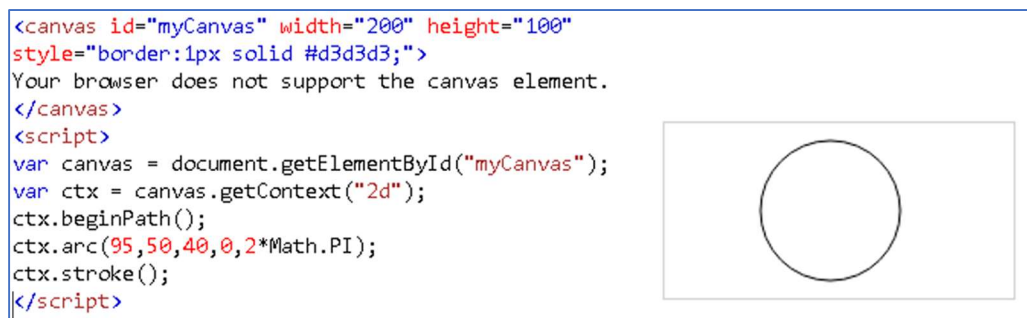 <canvas id="myCanvas" width="200" height="100"
style="border:1px solid #d3d3d3;">
Your browser does not support the canvas element.
</canvas>
<script>
var canvas = document.getElementById("myCanvas");
var ctx = canvas.getContext("2d");
ctx.beginPath();
ctx.arc(95,50,40,0,2*Math.PI);
ctx.stroke();
</script>